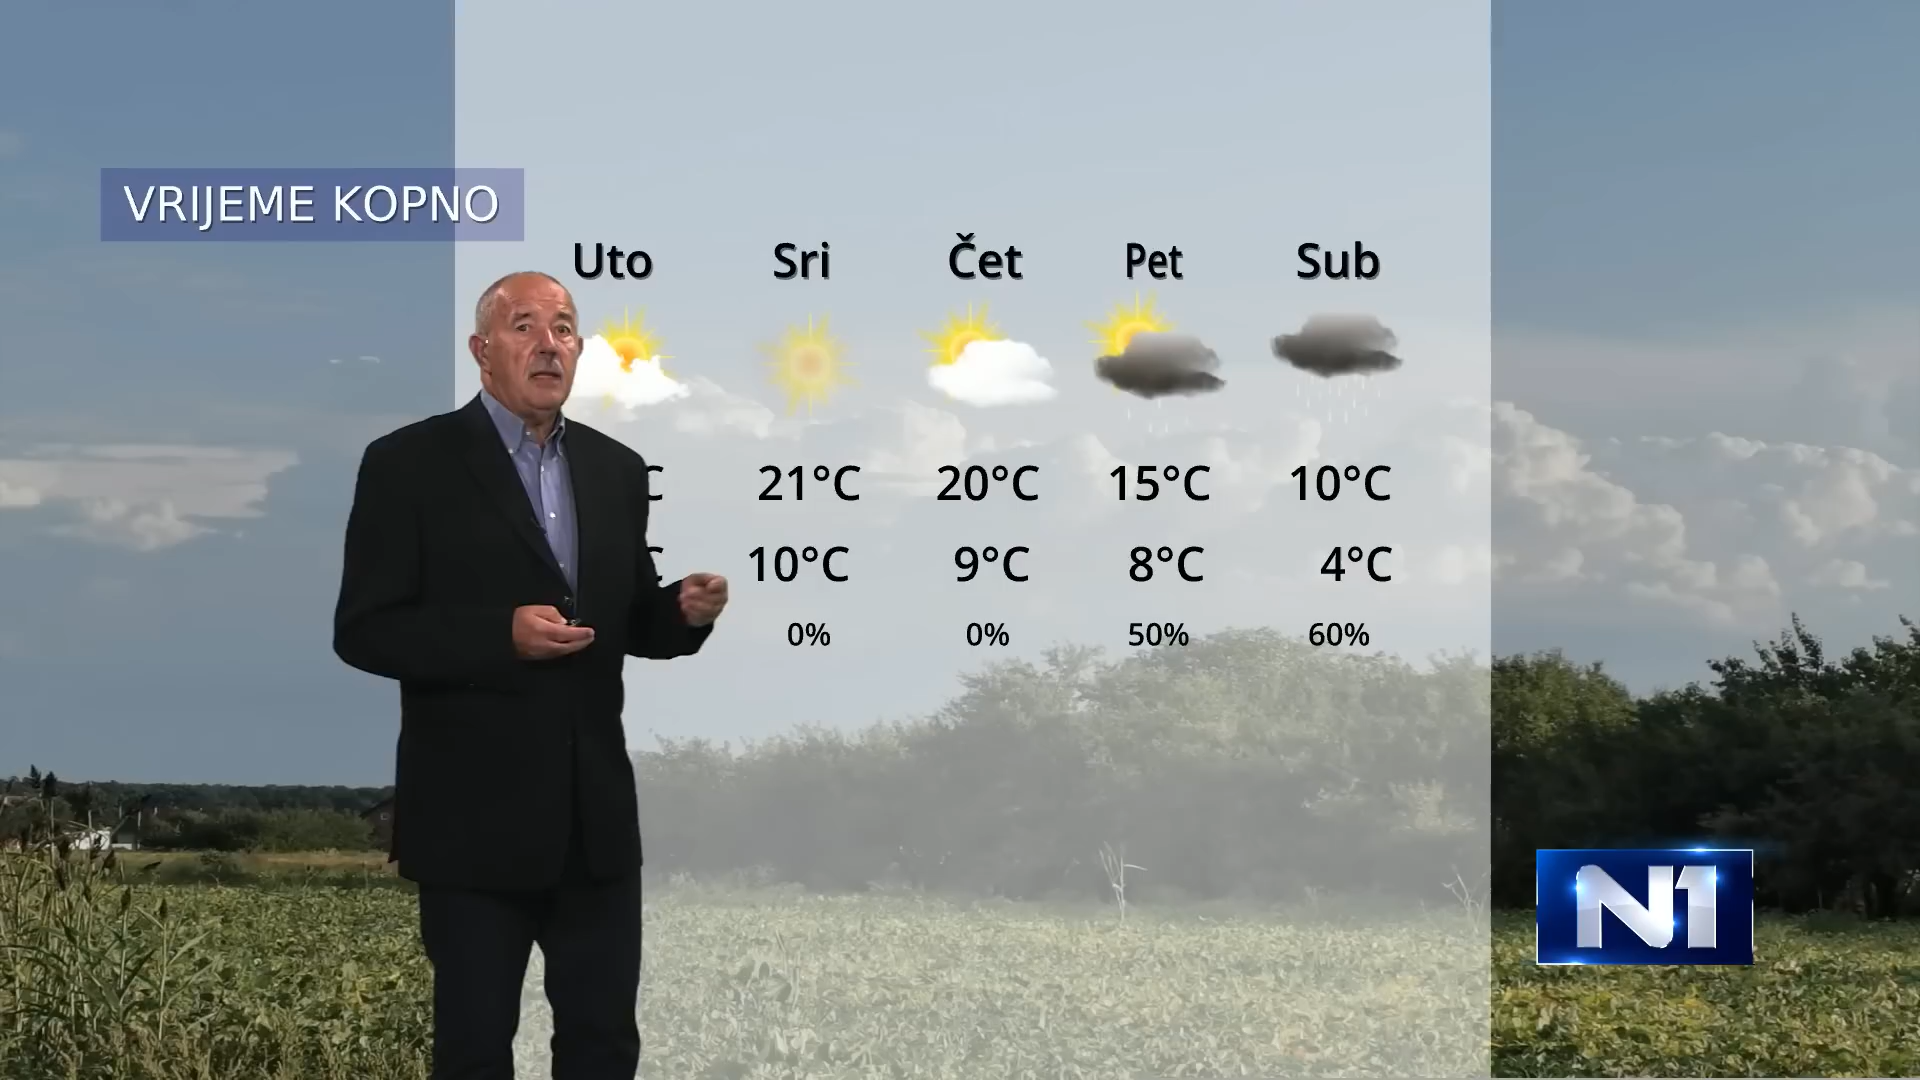 VRIJEME KOPNO
Uto Sri Čet Pet Sub
21°C 20°C 15°C 10°C
10°C 9°C 8°C 4°C
0% 0% 50% 60%
N1